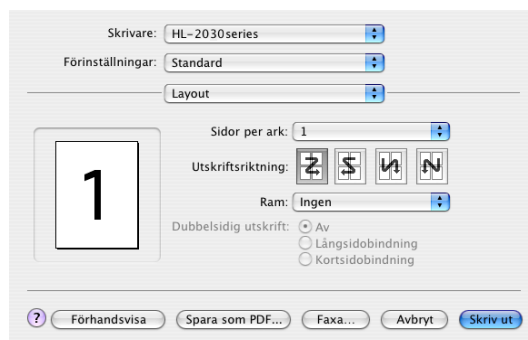 Skrivare: HL-2030series
Förinställningar: Standard
Layout
Sidor per ark: 1
1
Utskriftsriktning:
Ram: Ingen
Dubbelsidig utskrift: Av
Långsidobindning
Kortsidobindning
? Förhandsvisa Spara som PDF... Faxa... Avbryt Skriv ut